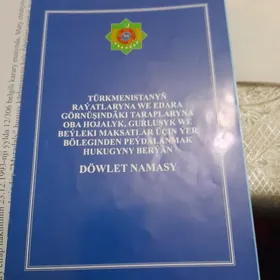 TÜRKMENISTANYŇ
RAÝATLARYNA WE EDARA
GÖRNÜŞINDÄKI TARAPLARYNA
OBA HOJALYK, GURLUŞYK WE
BEÝLEKI MAKSATLAR ÜÇIN ÝER
BÖLEGINDEN PEÝDALANMAK
HUKUGYNY BERÝÄN
DÖWLET NAMASY